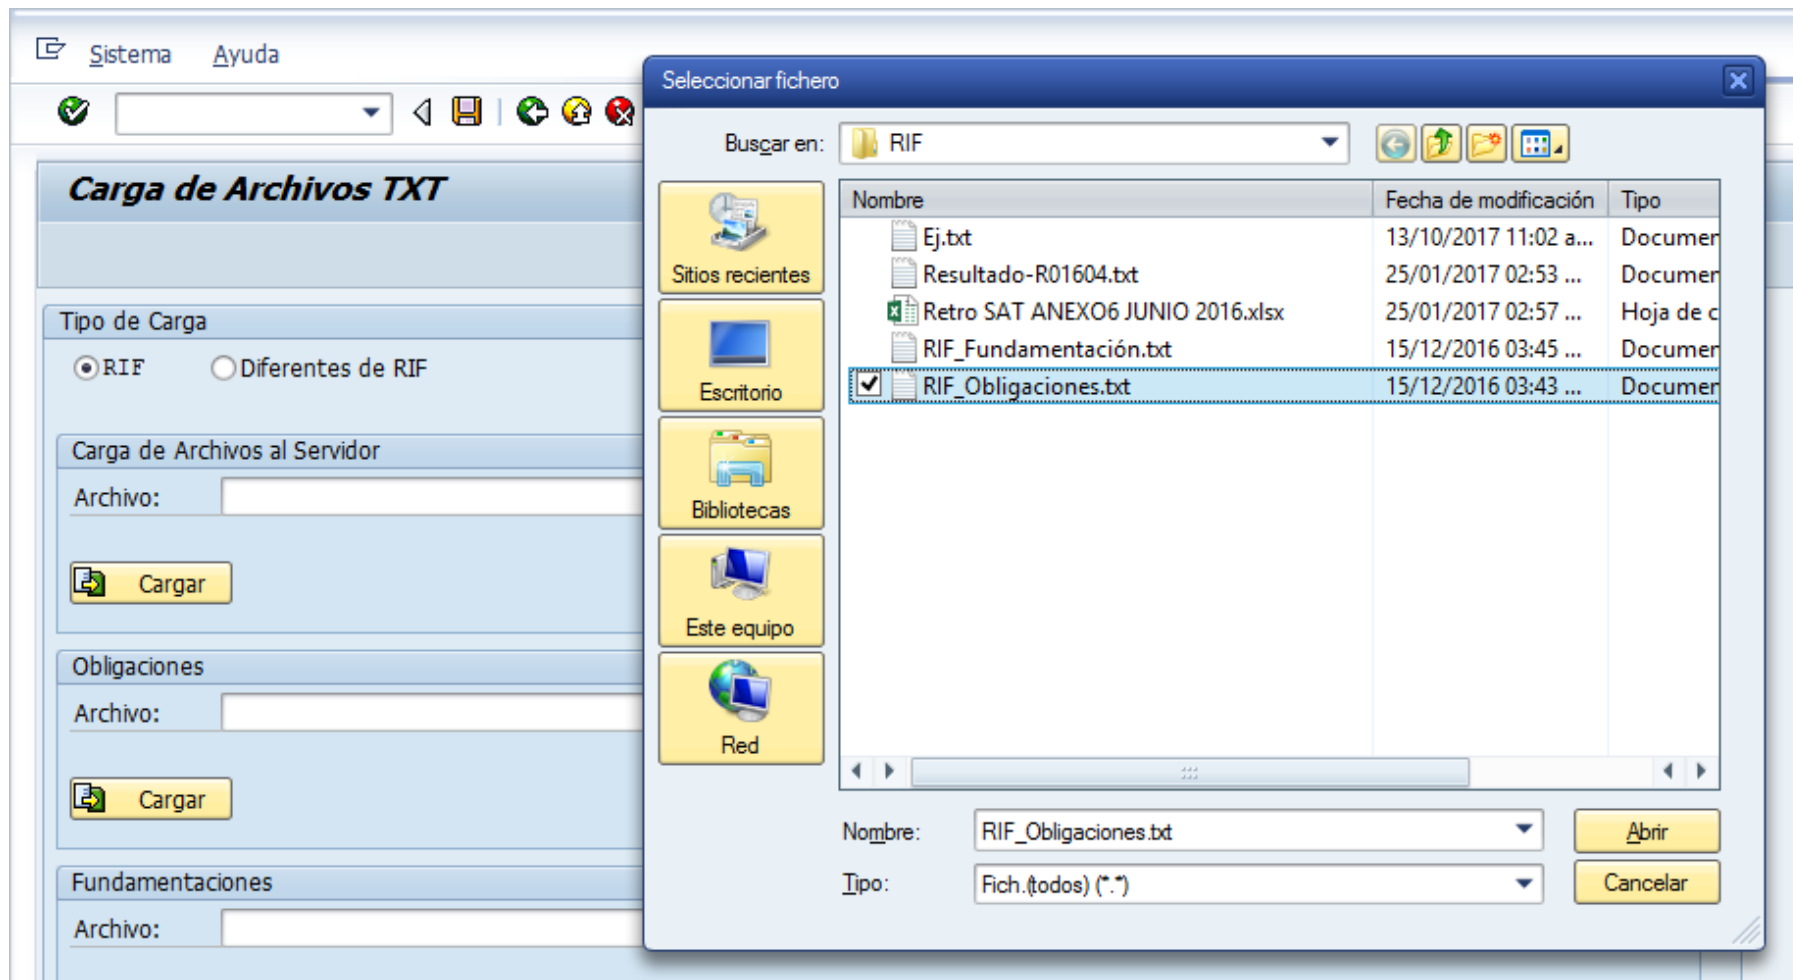 Sistema Ayuda
Carga de Archivos TXT
Tipo de Carga
RIF Diferentes de RIF
Carga de Archivos al Servidor
Archivo:
Cargar
Obligaciones
Archivo:
Cargar
Fundamentaciones
Archivo:
Seleccionar fichero
Buscar en: RIF
Sitios recientes
Escritorio
Bibliotecas
Este equipo
Red
Nombre Fecha de modificación Tipo
Ej.txt 13/10/2017 11:02 a... Documen
Resultado-R01604.txt 25/01/2017 02:53 ... Documen
Retro SAT ANEXO6 JUNIO 2016.xlsx 25/01/2017 02:57 ... Hoja de c
RIF_Fundamentación.txt 15/12/2016 03:45 ... Documen
RIF_Obligaciones.txt 15/12/2016 03:43 ... Documen
Nombre: RIF_Obligaciones.txt Abrir
Tipo: Fich.(todos) (*.*) Cancelar